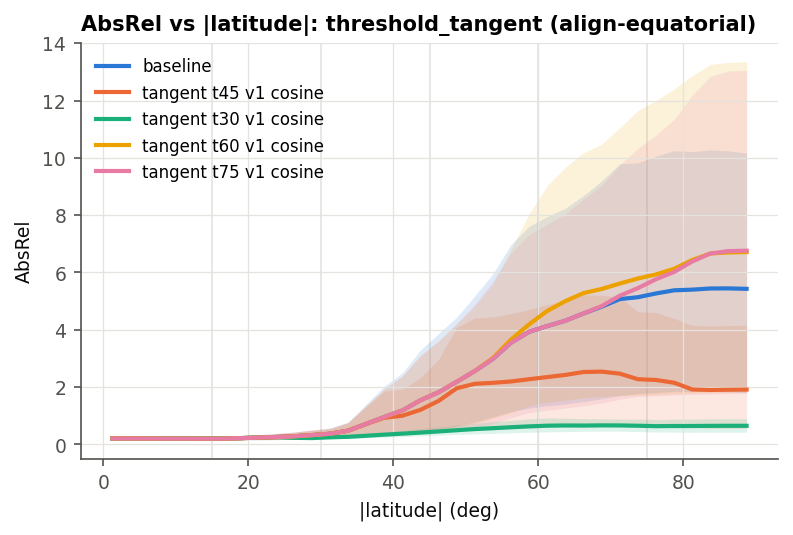 AbsRel vs |latitude|: threshold_tangent (align-equatorial)
14
12
10
8
6
4
2
0
AbsRel
baseline
tangent t45 v1 cosine
tangent t30 v1 cosine
tangent t60 v1 cosine
tangent t75 v1 cosine
0
20
40
60
80
|latitude| (deg)